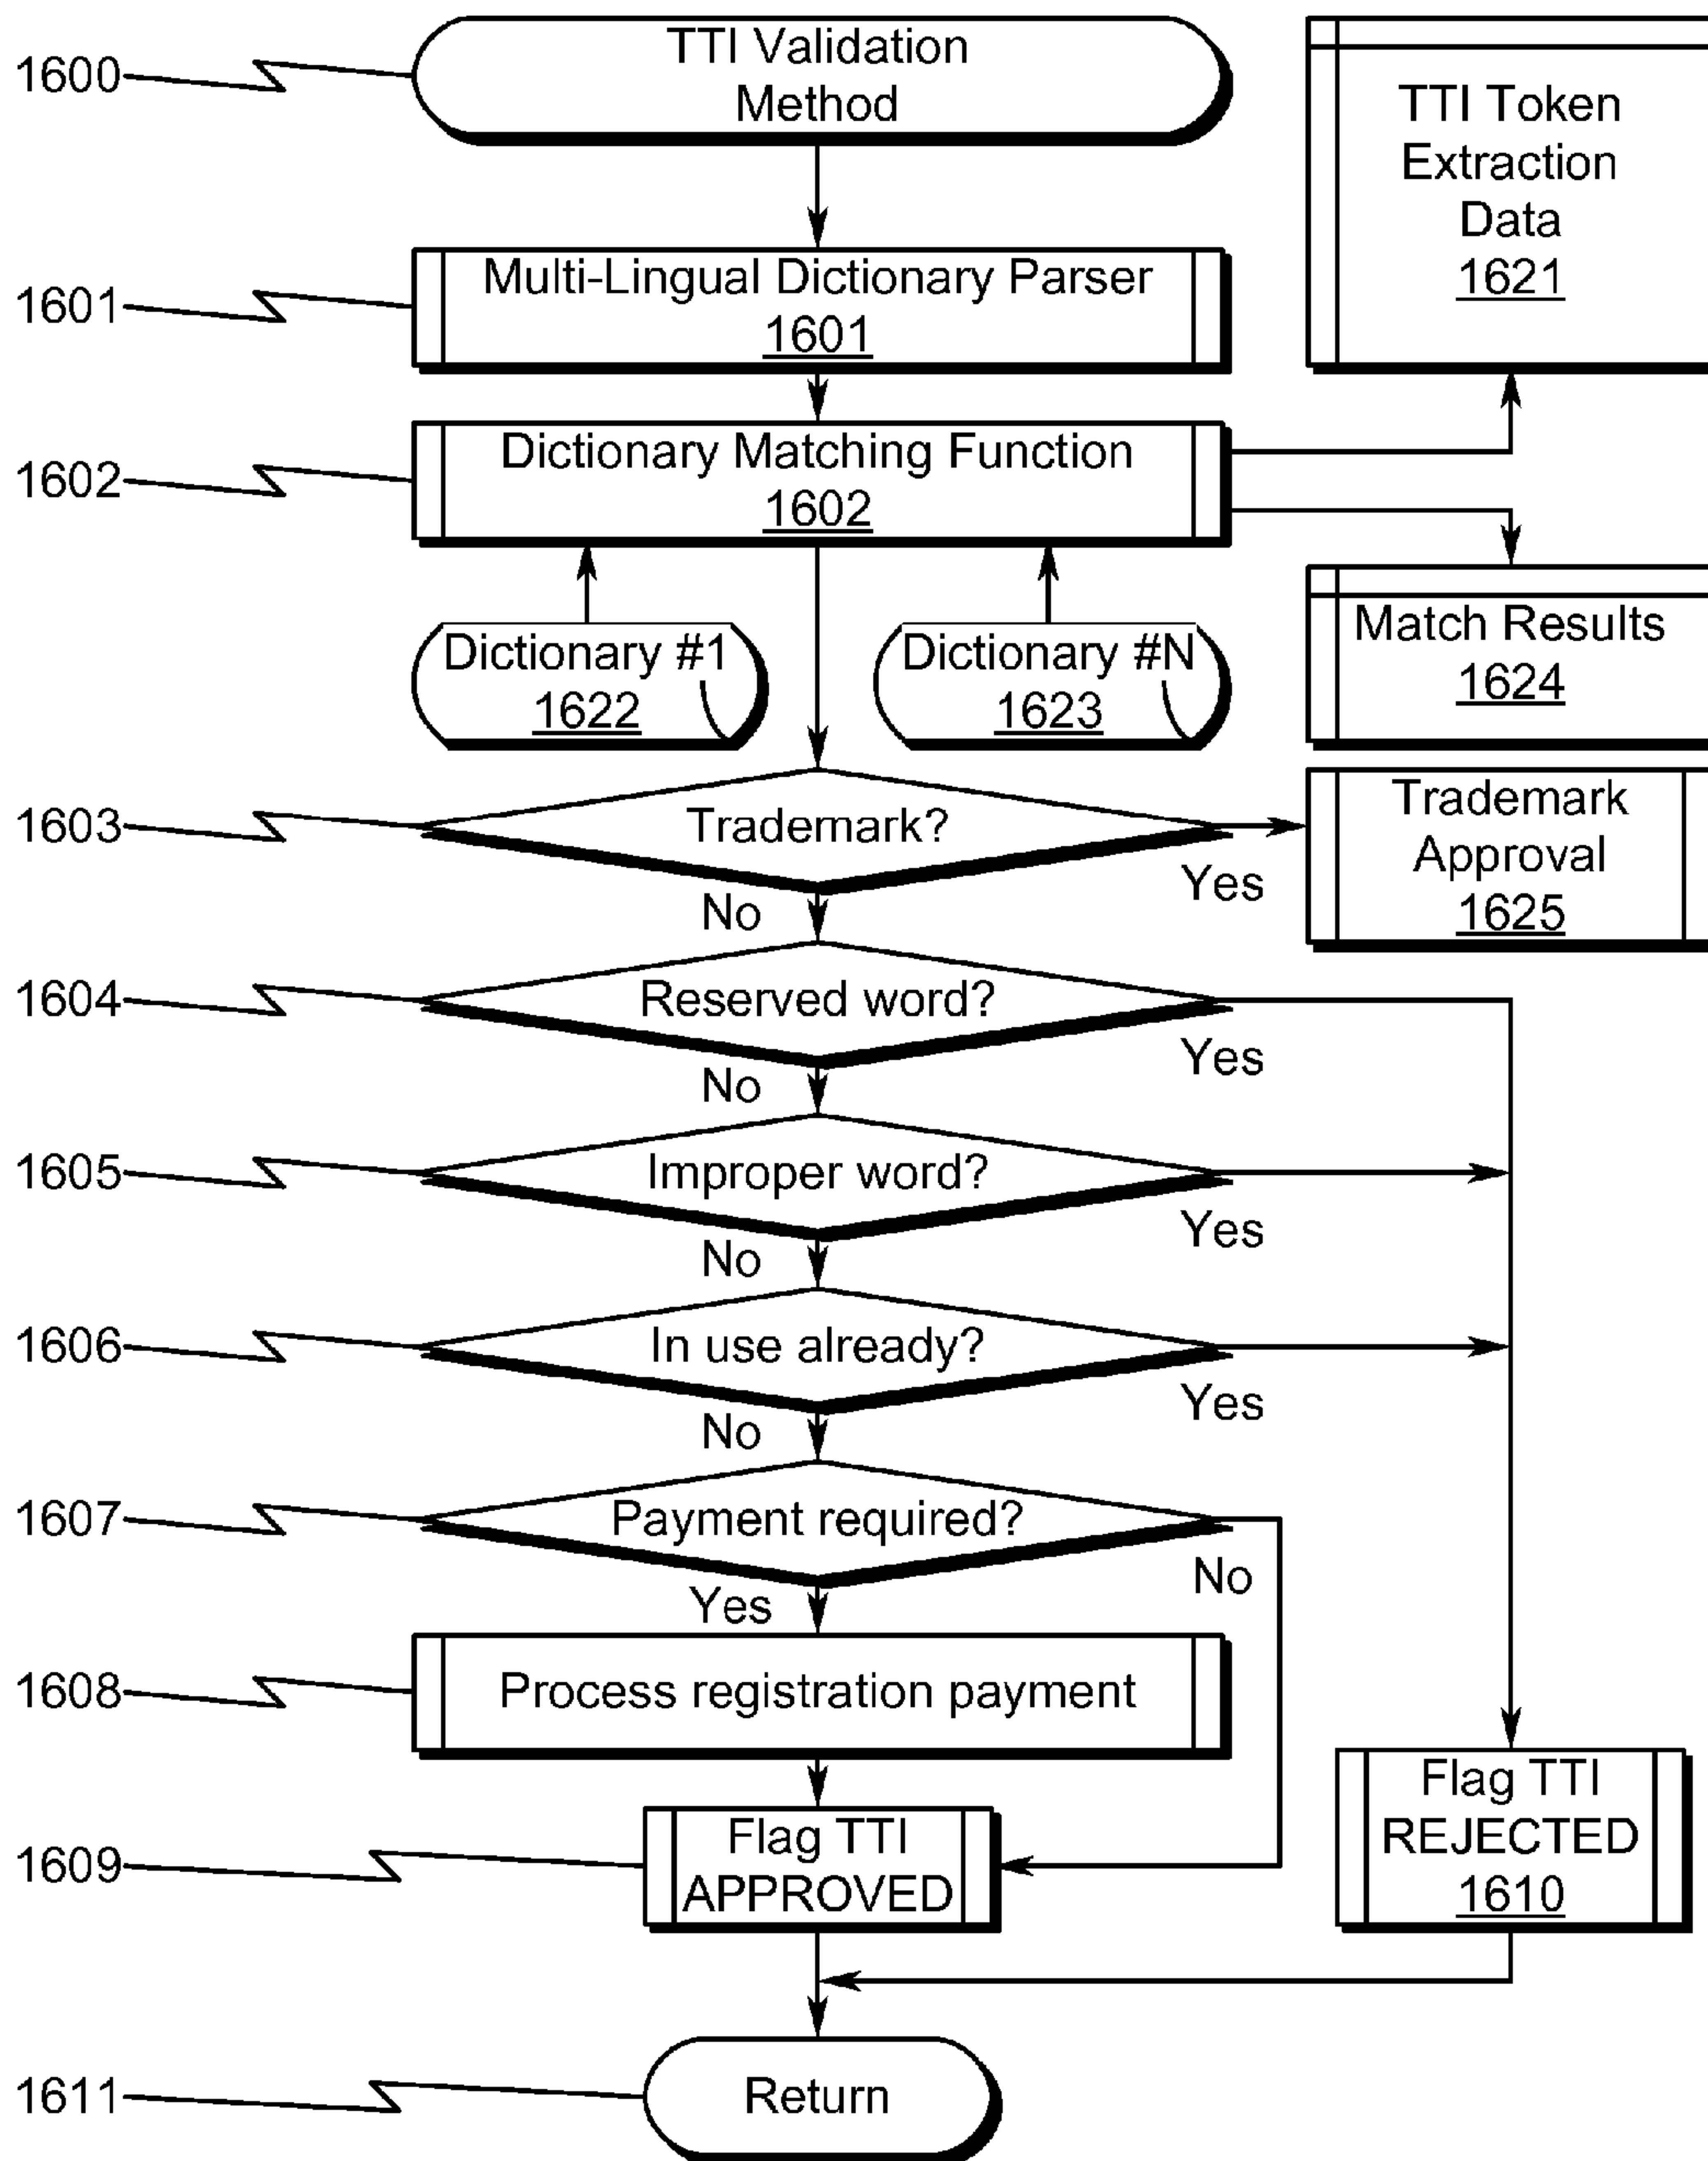 1600
TTI Validation
Method
TTI Token
Extraction
Data
1621
1601
Multi-Lingual Dictionary Parser
1601
1602
Dictionary Matching Function
1602
Dictionary #1
1622
Dictionary #N
1623
Match Results
1624
1603
Trademark?
Yes
No
Trademark
Approval
1625
1604
Reserved word?
Yes
No
1605
Improper word?
Yes
No
1606
In use already?
Yes
No
1607
Payment required?
No
Yes
1608
Process registration payment
1609
Flag TTI
APPROVED
Flag TTI
REJECTED
1610
1611
Return